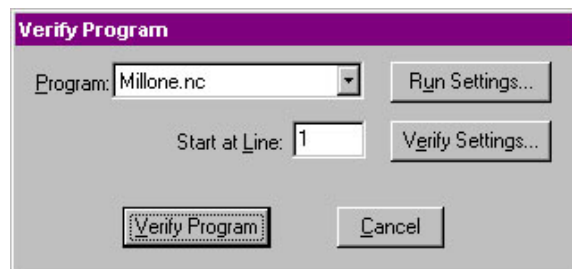 Verify Program
Program: Millone.nc Run Settings...
Start at Line: 1 Verify Settings...
Verify Program Cancel